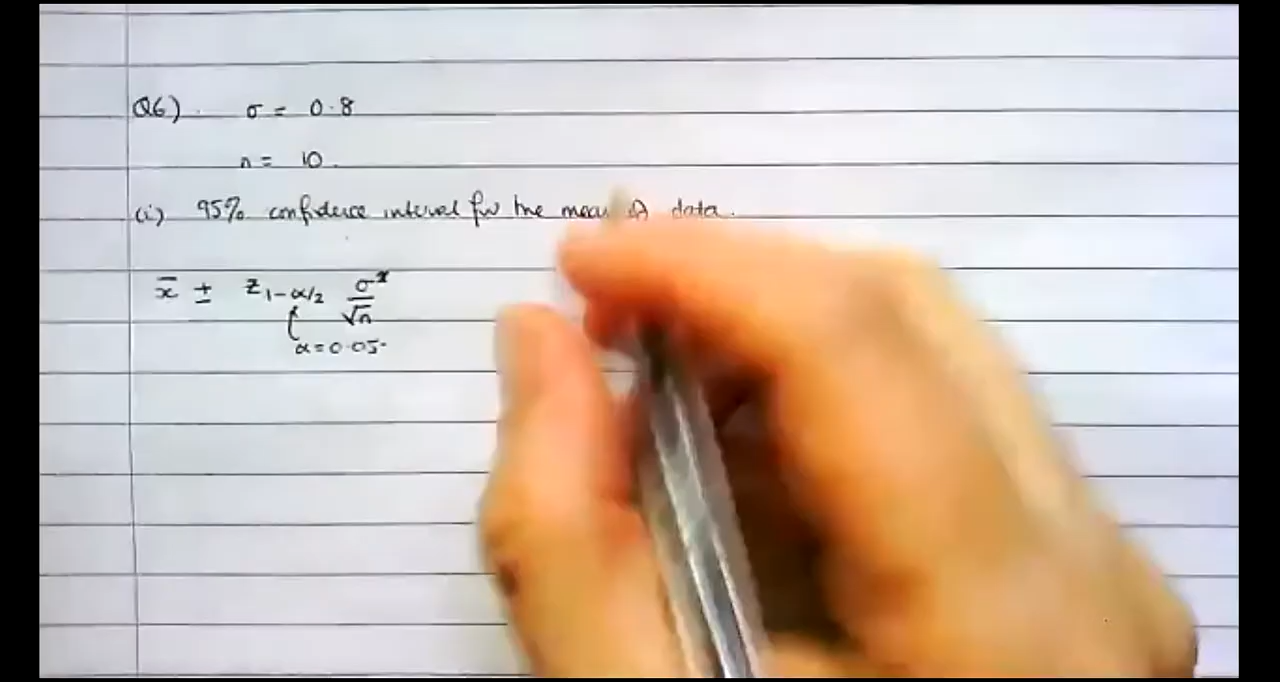 Q6). σ = 0.8
n = 10.
(i) 95% confidence interval for the mean of data.
x̄ ± z₁₋α/₂ σ/√n
α = 0.05